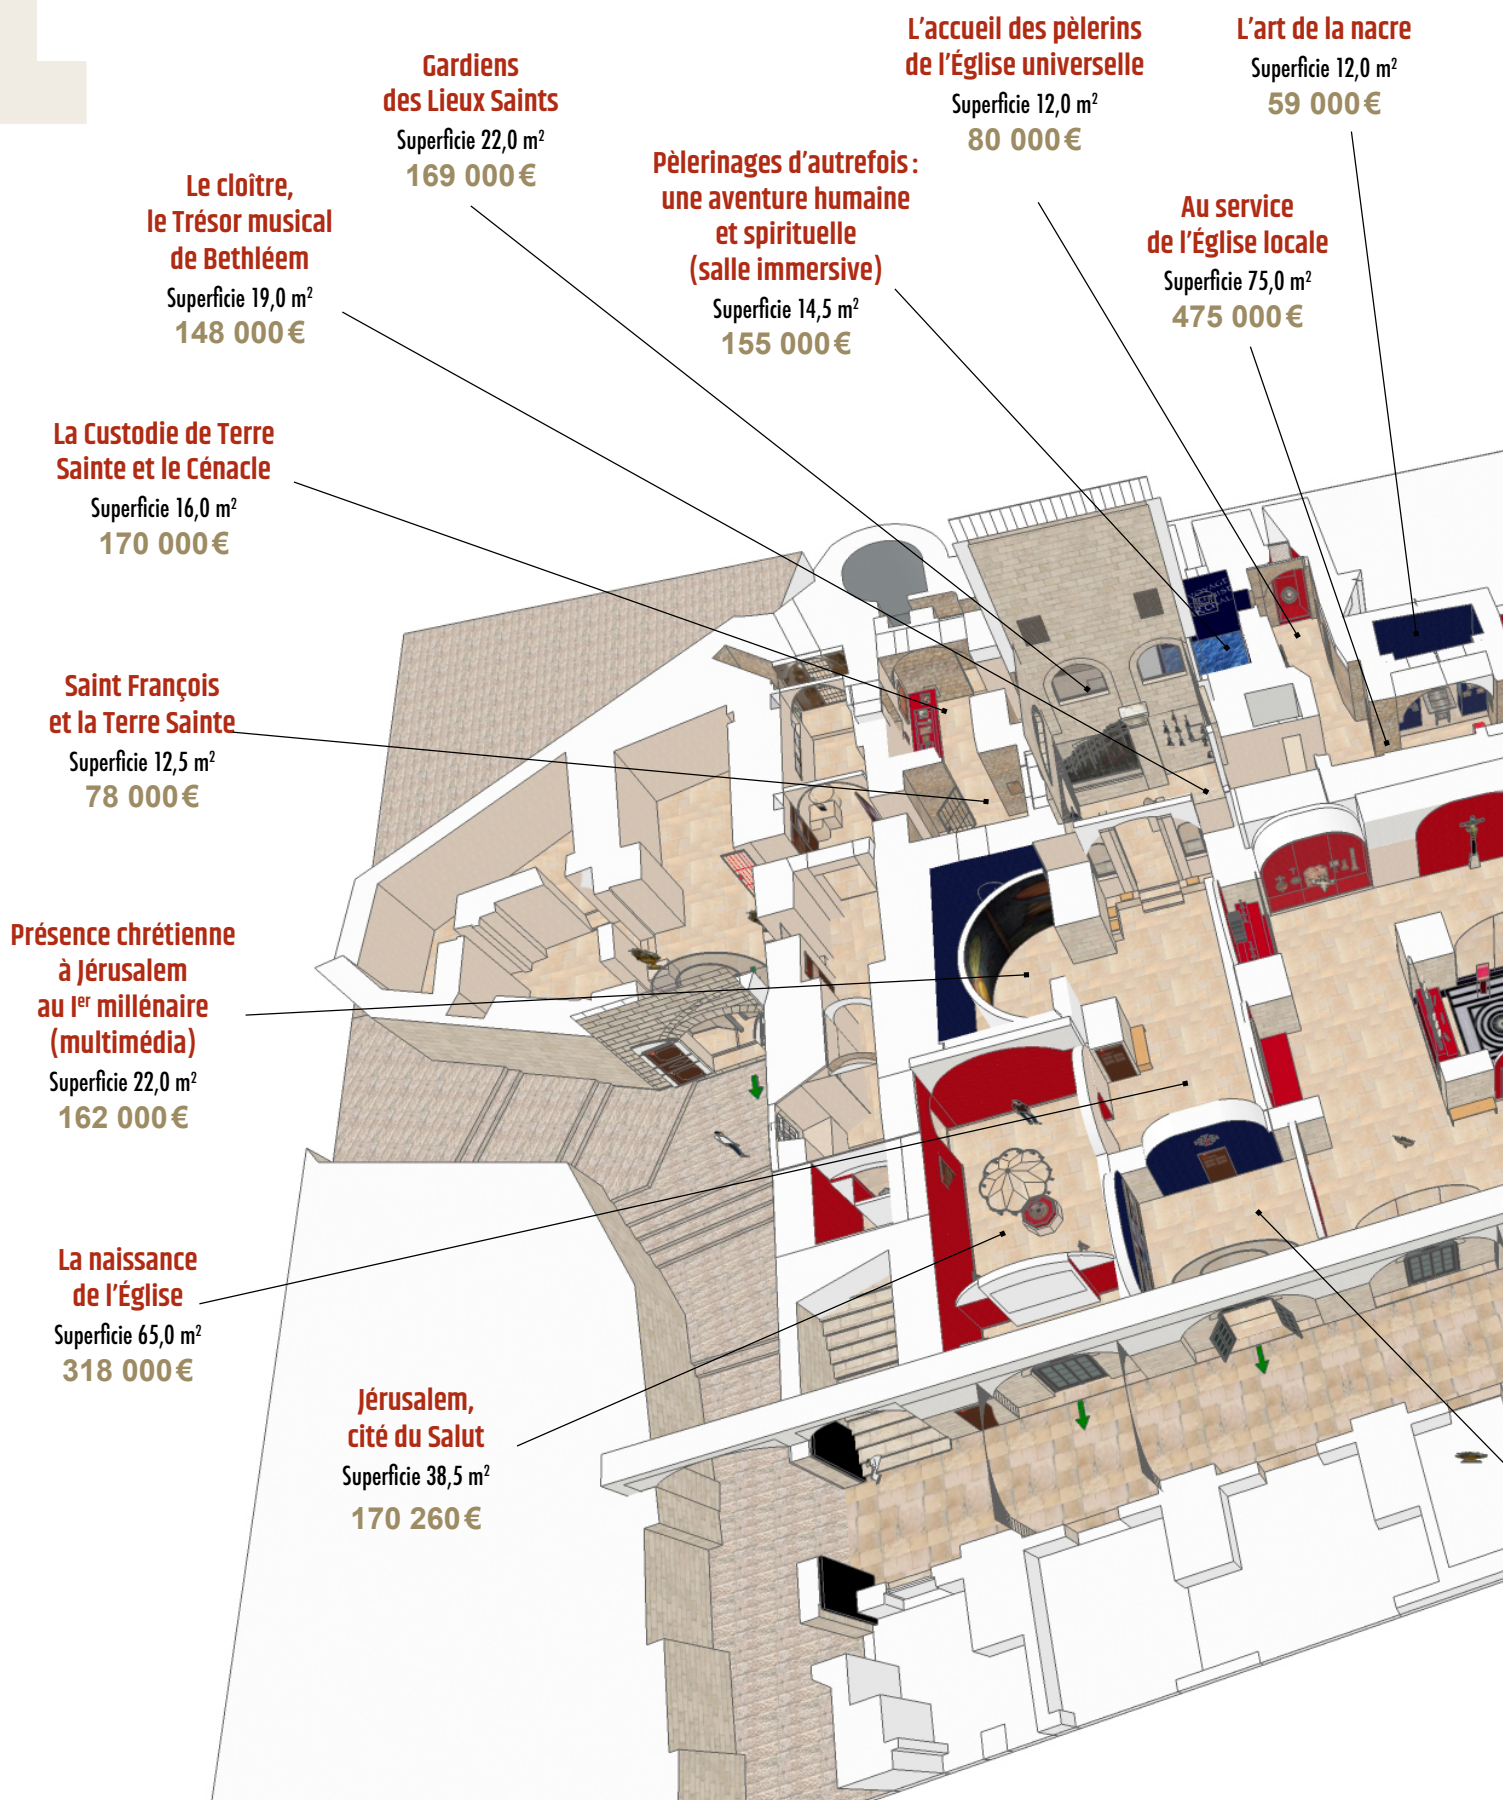 L'accueil des pèlerins
de l'Église universelle
Superficie 12,0 m²
80 000 €
L'art de la nacre
Superficie 12,0 m²
59 000 €
Gardiens
des Lieux Saints
Superficie 22,0 m²
169 000 €
Pèlerinages d'autrefois :
une aventure humaine
et spirituelle
(salle immersive)
Superficie 14,5 m²
155 000 €
Le cloître,
le Trésor musical
de Bethléem
Superficie 19,0 m²
148 000 €
Au service
de l'Église locale
Superficie 75,0 m²
475 000 €
La Custodie de Terre
Sainte et le Cénacle
Superficie 16,0 m²
170 000 €
Saint François
et la Terre Sainte
Superficie 12,5 m²
78 000 €
Présence chrétienne
à Jérusalem
au Ier millénaire
(multimédia)
Superficie 22,0 m²
162 000 €
La naissance
de l'Église
Superficie 65,0 m²
318 000 €
Jérusalem,
cité du Salut
Superficie 38,5 m²
170 260 €